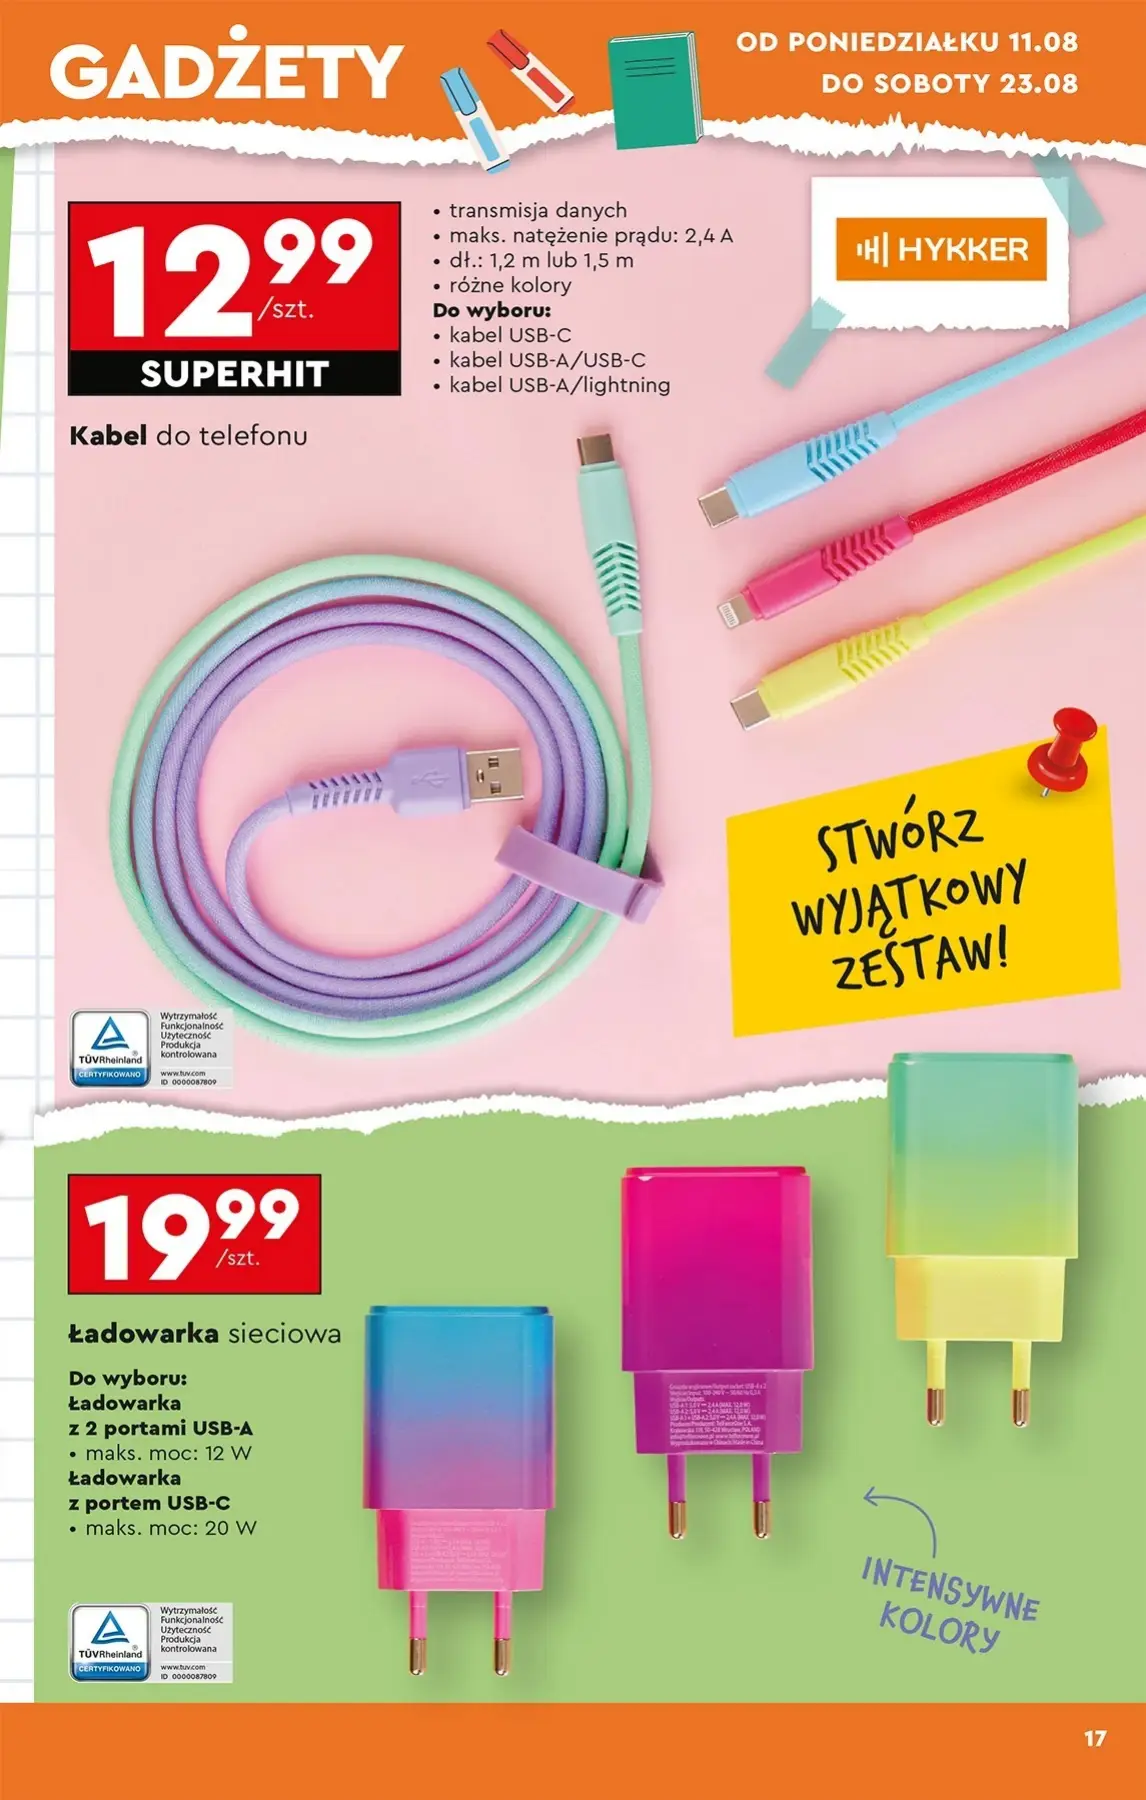 GADŻETY
OD PONIEDZIAŁKU 11.08
DO SOBOTY 23.08
12 99
/szt.
SUPERHIT
Kabel do telefonu
• transmisja danych
• maks. natężenie prądu: 2,4 A
• dł.: 1,2 m lub 1,5 m
• różne kolory
Do wyboru:
• kabel USB-C
• kabel USB-A/USB-C
• kabel USB-A/lightning
HYKKER
STWÓRZ
WYJĄTKOWY
ZESTAW!
TÜVRheinland®
CERTYFIKOWANO
Wytrzymałość
Funkcjonalność
Użyteczność
Produkcja
kontrolowana
www.tuv.com
ID 0000087809
19 99
/szt.
Ładowarka sieciowa
Do wyboru:
Ładowarka
z 2 portami USB-A
• maks. moc: 12 W
Ładowarka
z portem USB-C
• maks. moc: 20 W
INTENSYWNE
KOLORY
TÜVRheinland®
CERTYFIKOWANO
Wytrzymałość
Funkcjonalność
Użyteczność
Produkcja
kontrolowana
www.tuv.com
ID 0000087809
17